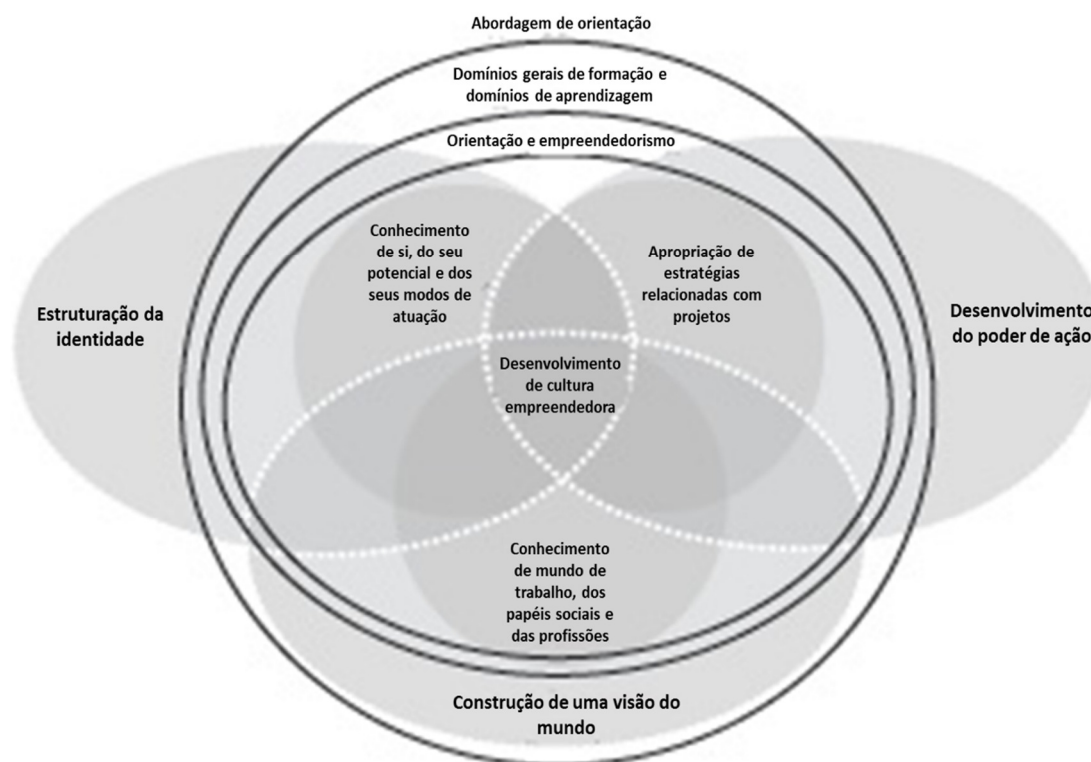 Abordagem de orientação
Domínios gerais de formação e
domínios de aprendizagem
Orientação e empreendedorismo
Conhecimento
de si, do seu
potencial e dos
seus modos de
atuação
Apropriação de
estratégias
relacionadas com
projetos
Estruturação da
identidade
Desenvolvimento
do poder de ação
Desenvolvimento
de cultura
empreendedora
Conhecimento
de mundo de
trabalho, dos
papéis sociais e
das profissões
Construção de uma visão do
mundo